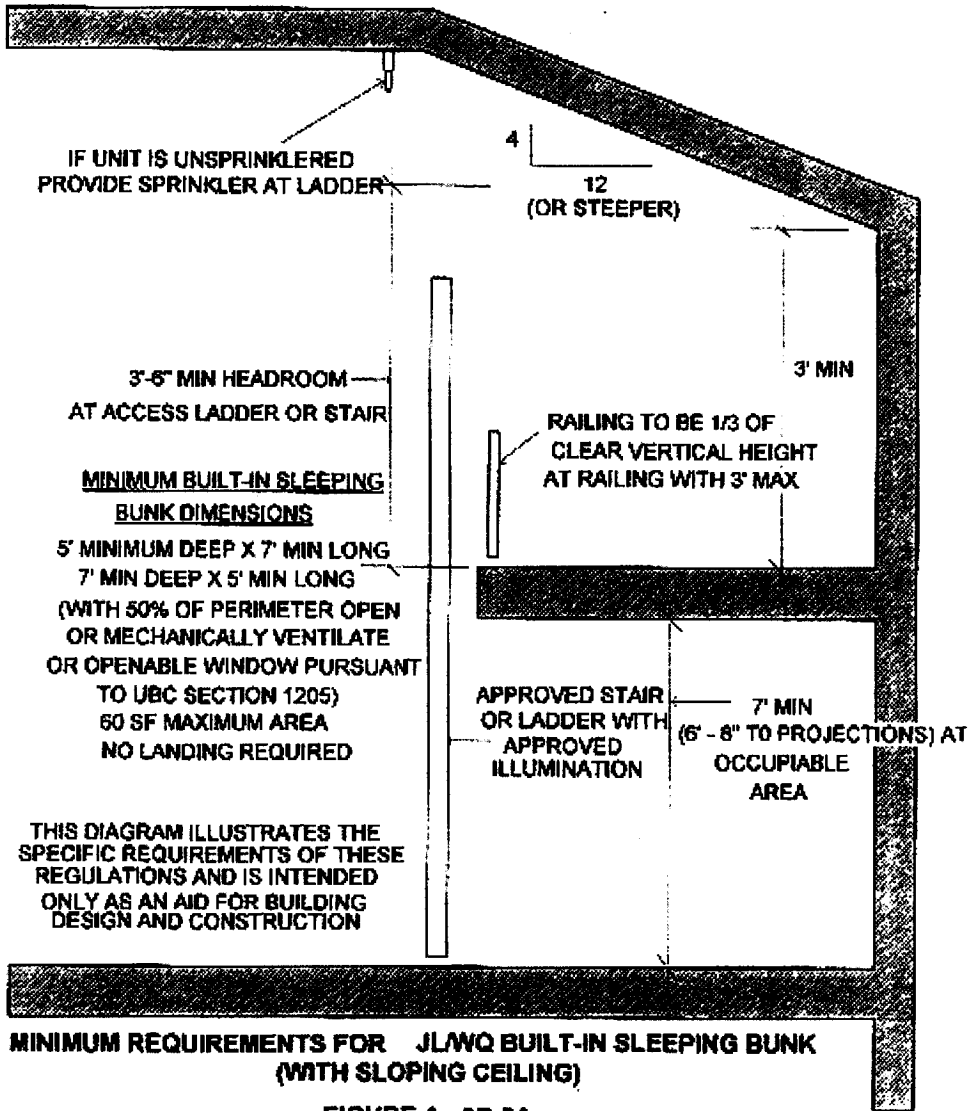 IF UNIT IS UNSPRINKLERED
PROVIDE SPRINKLER AT LADDER
4
12
(OR STEEPER)
3' MIN
3'-6" MIN HEADROOM
AT ACCESS LADDER OR STAIR
RAILING TO BE 1/3 OF
CLEAR VERTICAL HEIGHT
AT RAILING WITH 3' MAX
MINIMUM BUILT-IN SLEEPING
BUNK DIMENSIONS
5' MINIMUM DEEP X 7' MIN LONG
7' MIN DEEP X 5' MIN LONG
(WITH 50% OF PERIMETER OPEN
OR MECHANICALLY VENTILATE
OR OPENABLE WINDOW PURSUANT
TO UBC SECTION 1205)
60 SF MAXIMUM AREA
NO LANDING REQUIRED
APPROVED STAIR
OR LADDER WITH
APPROVED
ILLUMINATION
7' MIN
(6' - 8" TO PROJECTIONS) AT
OCCUPIABLE
AREA
THIS DIAGRAM ILLUSTRATES THE
SPECIFIC REQUIREMENTS OF THESE
REGULATIONS AND IS INTENDED
ONLY AS AN AID FOR BUILDING
DESIGN AND CONSTRUCTION
MINIMUM REQUIREMENTS FOR JL/WQ BUILT-IN SLEEPING BUNK
(WITH SLOPING CEILING)